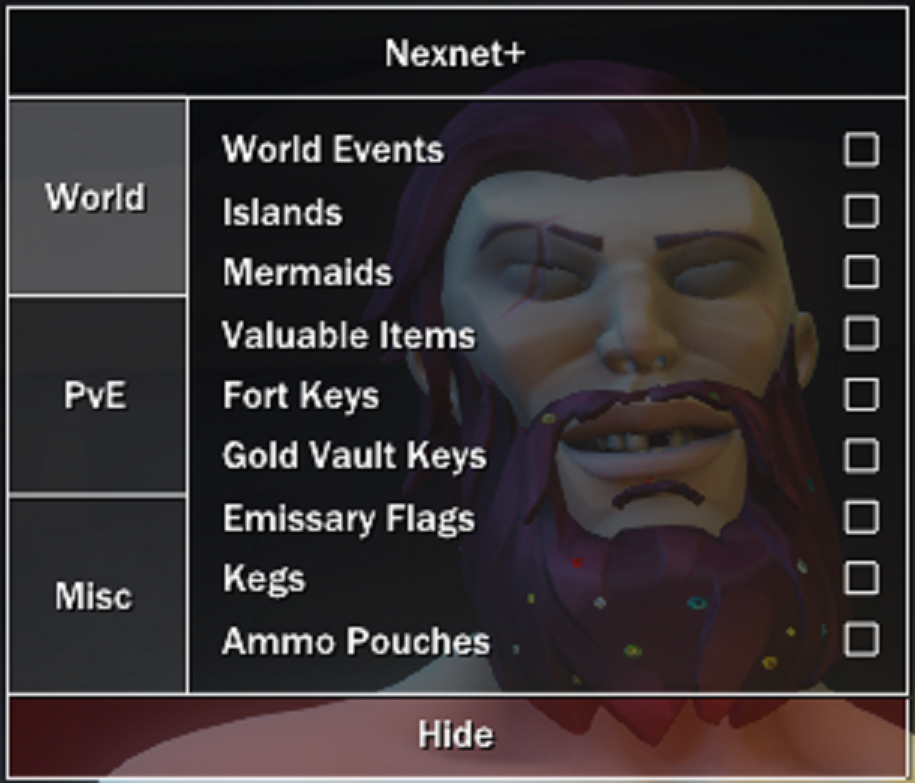 Nexnet+
World
World Events
Islands
Mermaids
Valuable Items
PvE
Fort Keys
Gold Vault Keys
Emissary Flags
Misc
Kegs
Ammo Pouches
Hide